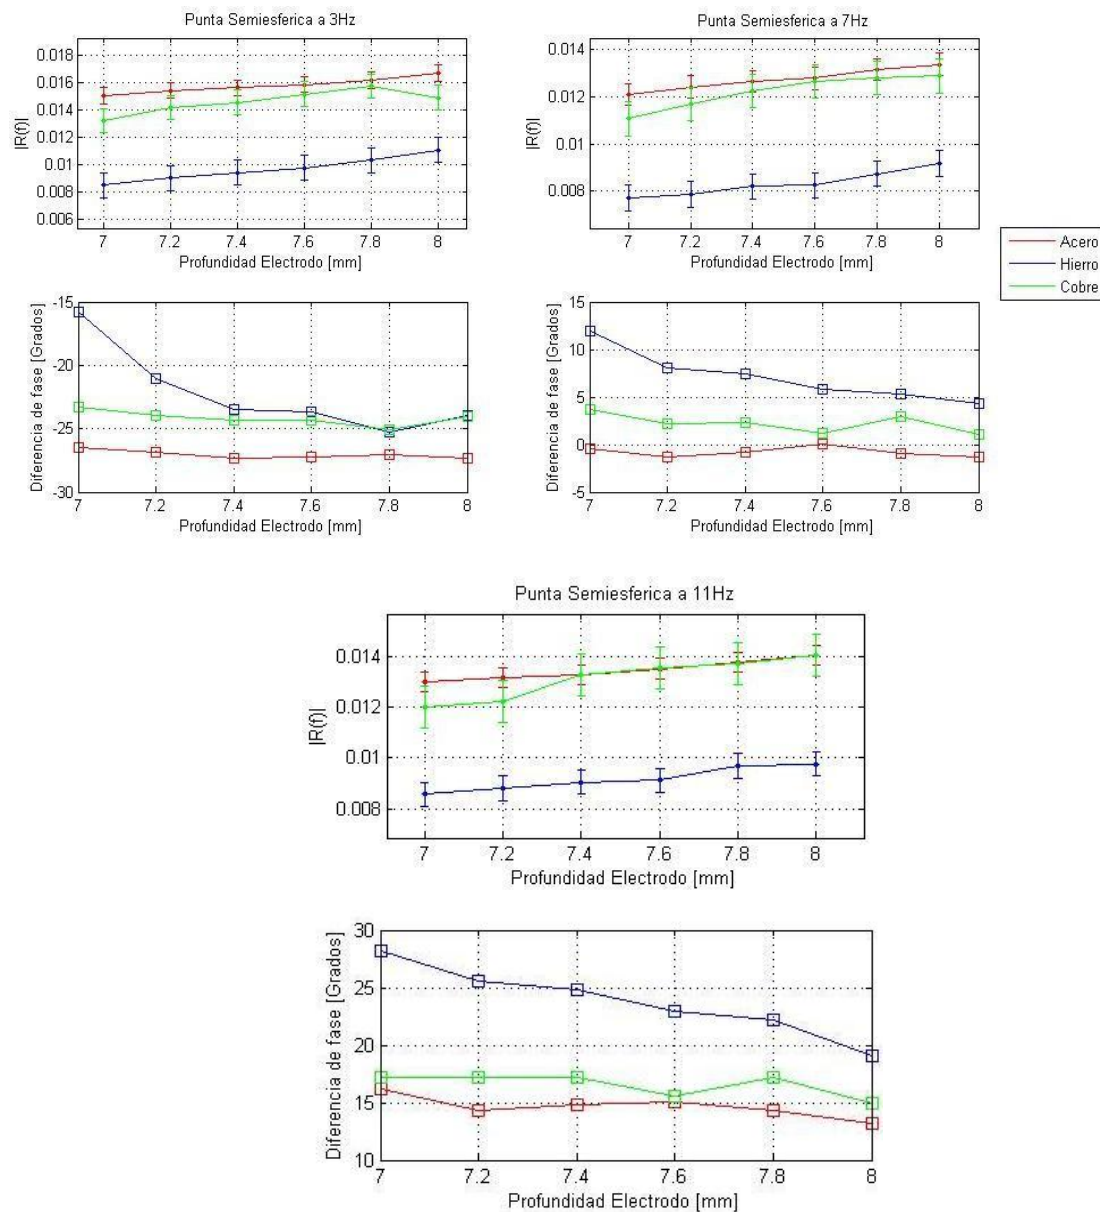 Punta Semiesferica a 3Hz
0.018
0.016
0.014
0.012
0.01
0.008
0.006
|R(f)|
7 7.2 7.4 7.6 7.8 8
Profundidad Electrodo [mm]
Punta Semiesferica a 7Hz
0.014
0.012
0.01
0.008
|R(f)|
7 7.2 7.4 7.6 7.8 8
Profundidad Electrodo [mm]
Acero
Hierro
Cobre
-15
-20
-25
-30
Diferencia de fase [Grados]
7 7.2 7.4 7.6 7.8 8
Profundidad Electrodo [mm]
15
10
5
0
-5
Diferencia de fase [Grados]
7 7.2 7.4 7.6 7.8 8
Profundidad Electrodo [mm]
Punta Semiesferica a 11Hz
0.014
0.012
0.01
0.008
|R(f)|
7 7.2 7.4 7.6 7.8 8
Profundidad Electrodo [mm]
30
25
20
15
10
Diferencia de fase [Grados]
7 7.2 7.4 7.6 7.8 8
Profundidad Electrodo [mm]